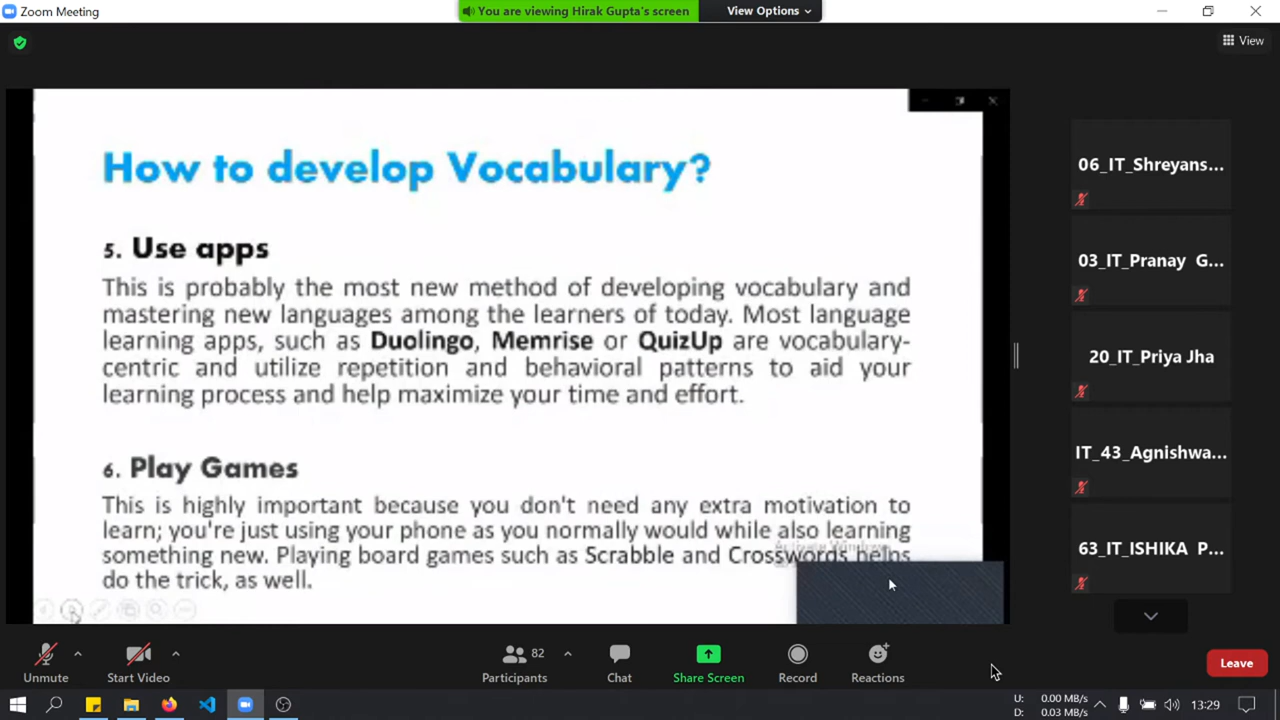 Zoom Meeting
You are viewing Hirak Gupta's screen
View Options
View
How to develop Vocabulary?
5. Use apps
This is probably the most new method of developing vocabulary and
mastering new languages among the learners of today. Most language
learning apps, such as Duolingo, Memrise or QuizUp are vocabulary-
centric and utilize repetition and behavioral patterns to aid your
learning process and help maximize your time and effort.
6. Play Games
This is highly important because you don't need any extra motivation to
learn; you're just using your phone as you normally would while also learning
something new. Playing board games such as Scrabble and Crosswords helps
do the trick, as well.
Activate Windows
06_IT_Shreyans...
03_IT_Pranay G...
20_IT_Priya Jha
IT_43_Agnishwa...
63_IT_ISHIKA P...
Unmute
Start Video
82
Participants
Chat
Share Screen
Record
Reactions
Leave
U: 0.00 MB/s
D: 0.03 MB/s
13:29